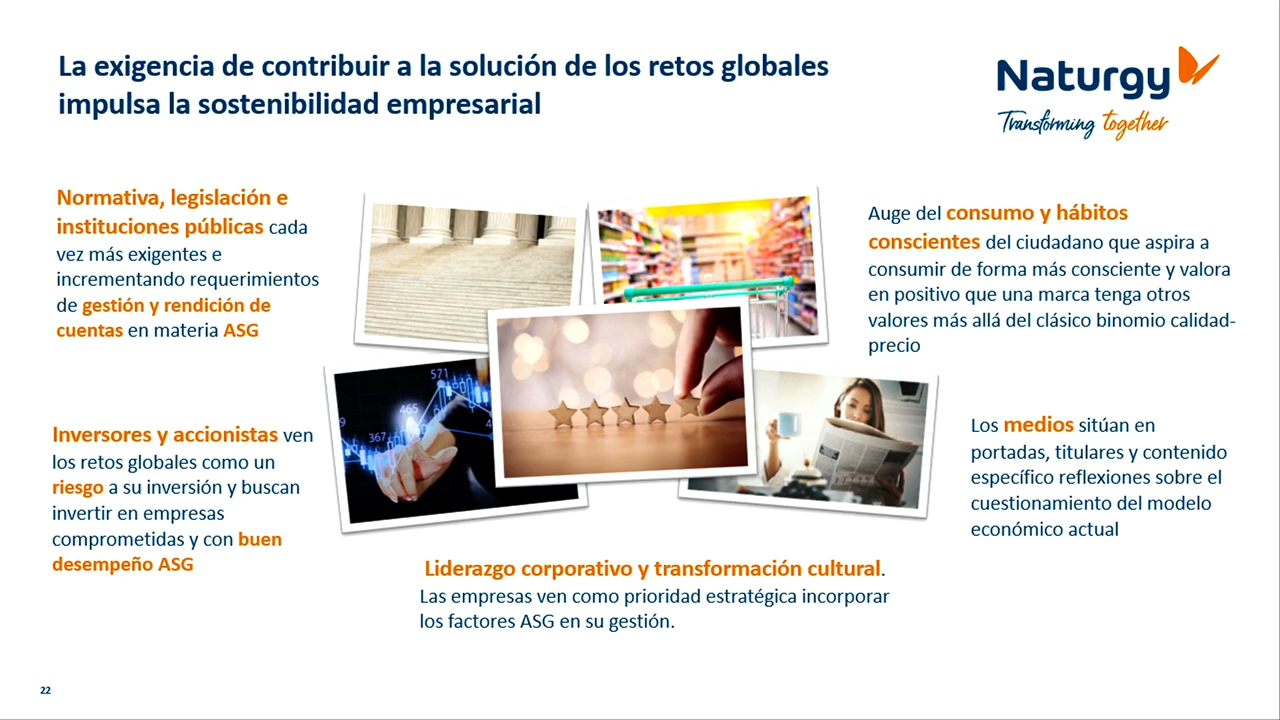 La exigencia de contribuir a la solución de los retos globales
impulsa la sostenibilidad empresarial
Naturgy
Transforming together
Normativa, legislación e
instituciones públicas cada
vez más exigentes e
incrementando requerimientos
de gestión y rendición de
cuentas en materia ASG
Auge del consumo y hábitos
conscientes del ciudadano que aspira a
consumir de forma más consciente y valora
en positivo que una marca tenga otros
valores más allá del clásico binomio calidad-
precio
571
465
367
Inversores y accionistas ven
los retos globales como un
riesgo a su inversión y buscan
invertir en empresas
comprometidas y con buen
desempeño ASG
Los medios sitúan en
portadas, titulares y contenido
específico reflexiones sobre el
cuestionamiento del modelo
económico actual
Liderazgo corporativo y transformación cultural.
Las empresas ven como prioridad estratégica incorporar
los factores ASG en su gestión.
22